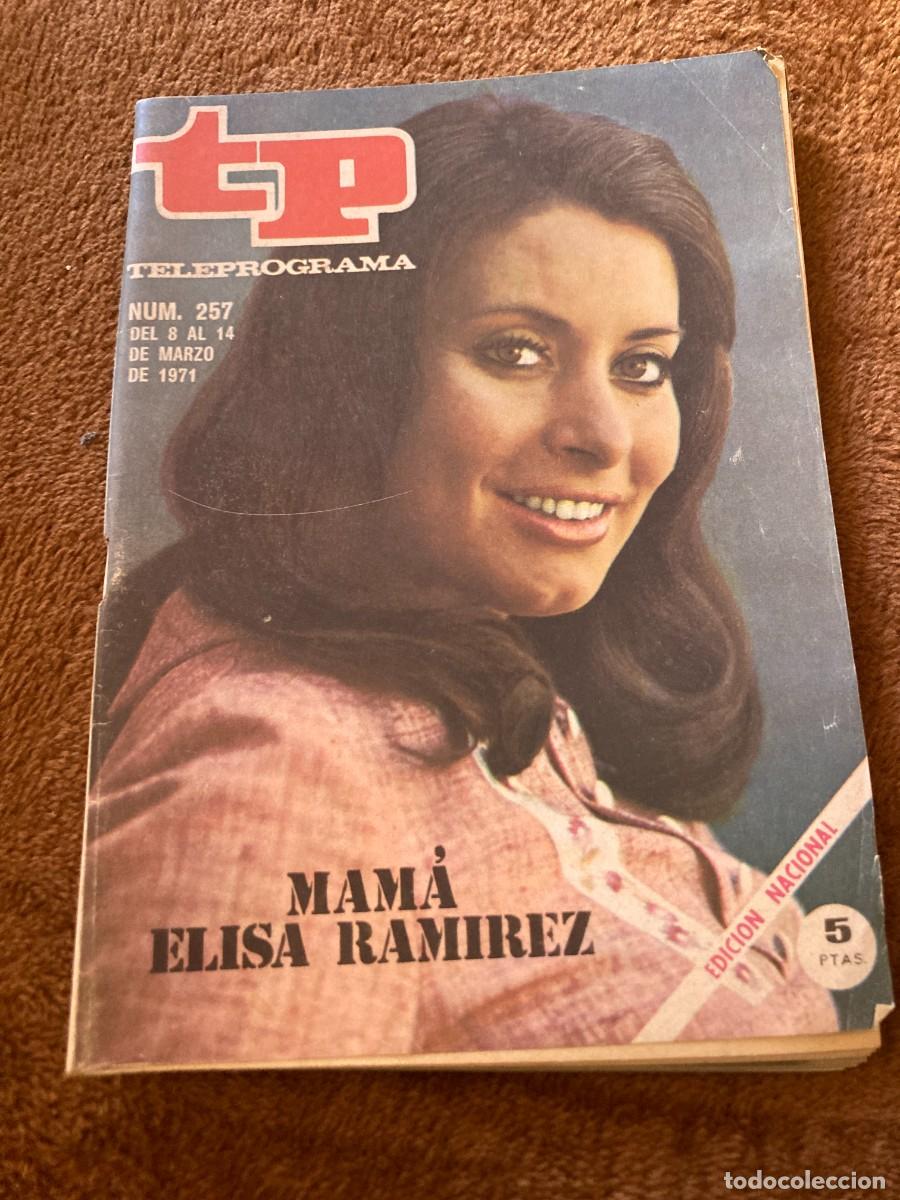 tp
TELEPROGRAMA
NUM. 257
DEL 8 AL 14
DE MARZO
DE 1971
MAMÁ
ELISA RAMIREZ
EDICION NACIONAL
5
PTAS.
todocoleccion